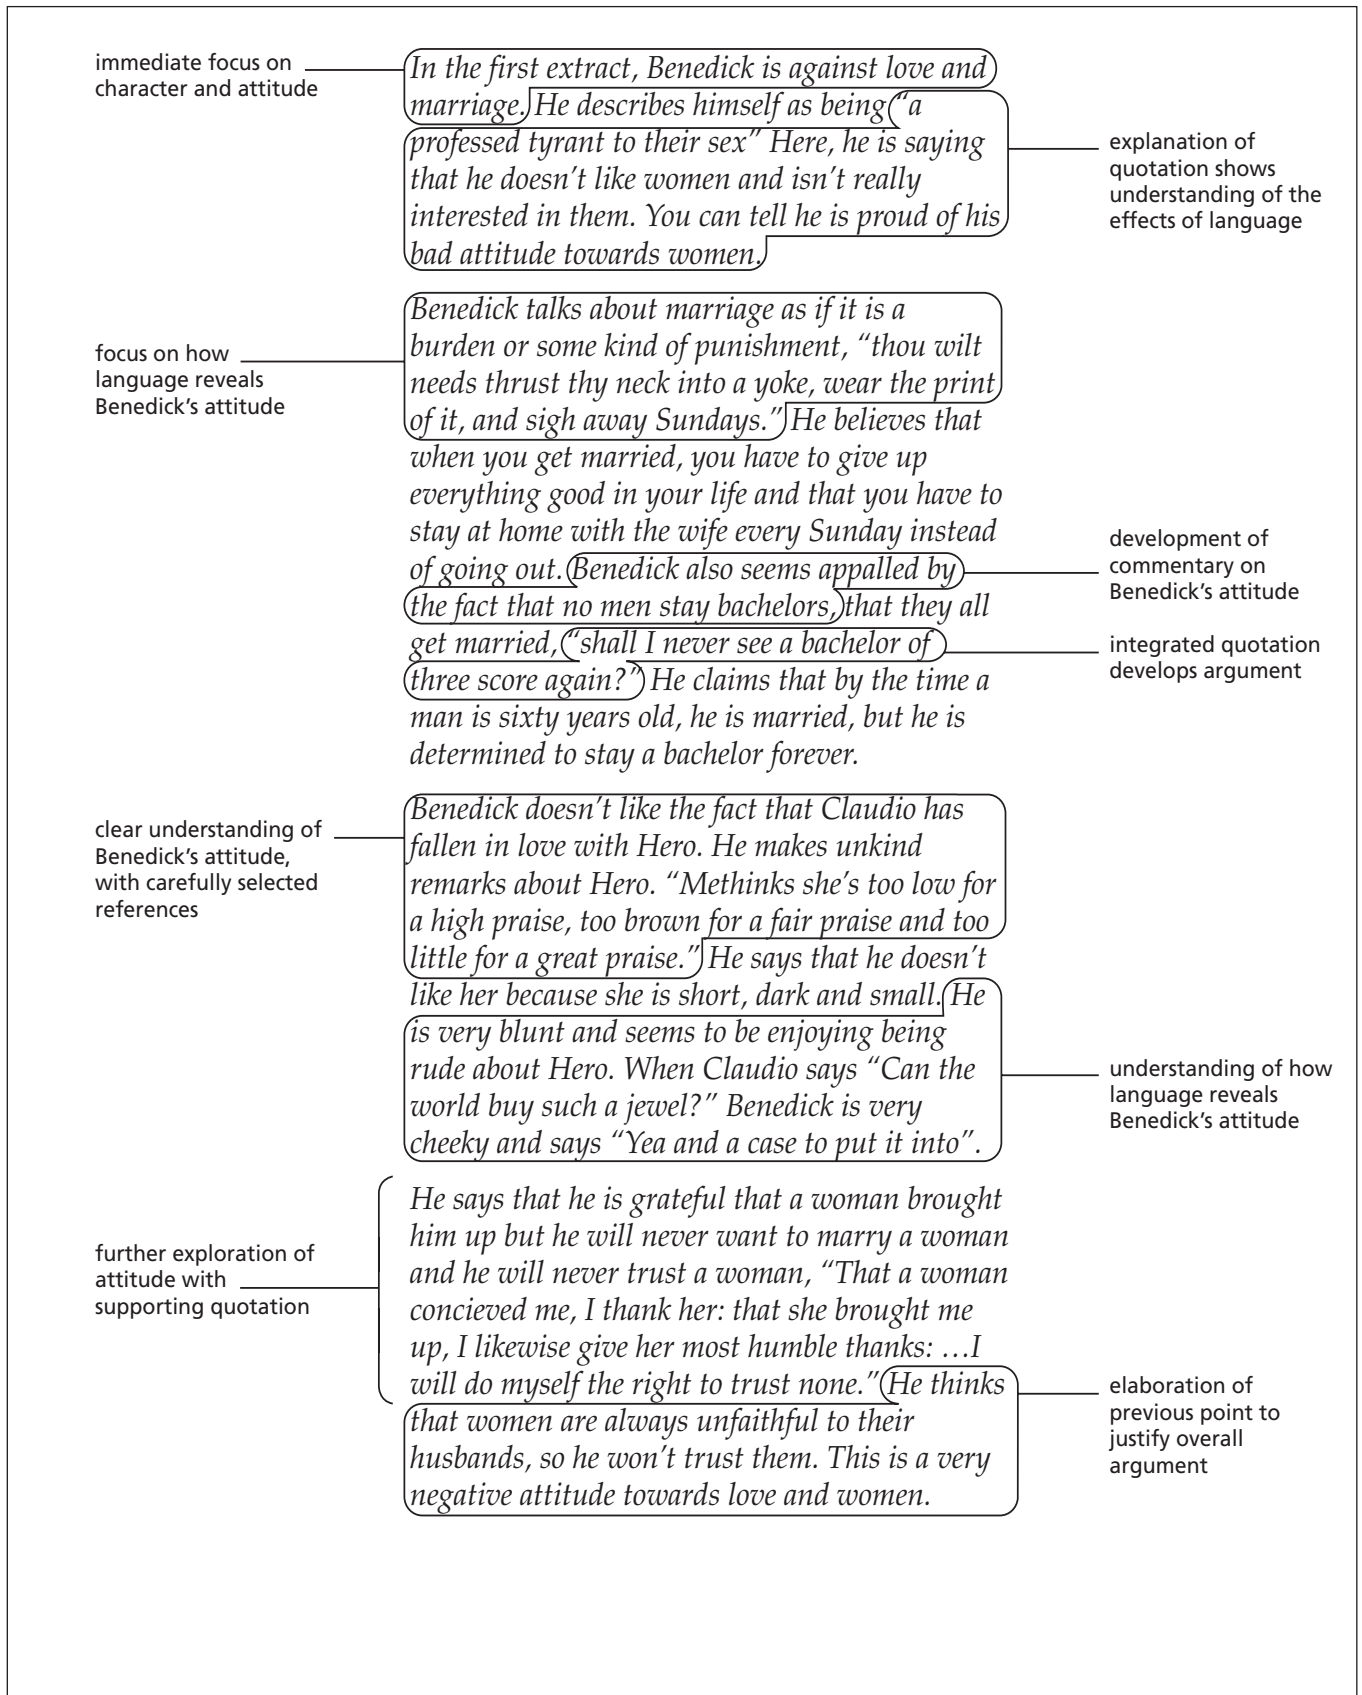 immediate focus on
character and attitude
In the first extract, Benedick is against love and
marriage. He describes himself as being “a
professed tyrant to their sex” Here, he is saying
that he doesn’t like women and isn’t really
interested in them. You can tell he is proud of his
bad attitude towards women.
explanation of
quotation shows
understanding of the
effects of language
focus on how
language reveals
Benedick’s attitude
Benedick talks about marriage as if it is a
burden or some kind of punishment, “thou wilt
needs thrust thy neck into a yoke, wear the print
of it, and sigh away Sundays.” He believes that
when you get married, you have to give up
everything good in your life and that you have to
stay at home with the wife every Sunday instead
of going out. Benedick also seems appalled by
the fact that no men stay bachelors, that they all
get married, “shall I never see a bachelor of
three score again?” He claims that by the time a
man is sixty years old, he is married, but he is
determined to stay a bachelor forever.
development of
commentary on
Benedick’s attitude
integrated quotation
develops argument
clear understanding of
Benedick’s attitude,
with carefully selected
references
Benedick doesn’t like the fact that Claudio has
fallen in love with Hero. He makes unkind
remarks about Hero. “Methinks she’s too low for
a high praise, too brown for a fair praise and too
little for a great praise.” He says that he doesn’t
like her because she is short, dark and small. He
is very blunt and seems to be enjoying being
rude about Hero. When Claudio says “Can the
world buy such a jewel?” Benedick is very
cheeky and says “Yea and a case to put it into”.
understanding of how
language reveals
Benedick’s attitude
further exploration of
attitude with
supporting quotation
He says that he is grateful that a woman brought
him up but he will never want to marry a woman
and he will never trust a woman, “That a woman
concieved me, I thank her: that she brought me
up, I likewise give her most humble thanks: …I
will do myself the right to trust none.” He thinks
that women are always unfaithful to their
husbands, so he won’t trust them. This is a very
negative attitude towards love and women.
elaboration of
previous point to
justify overall
argument